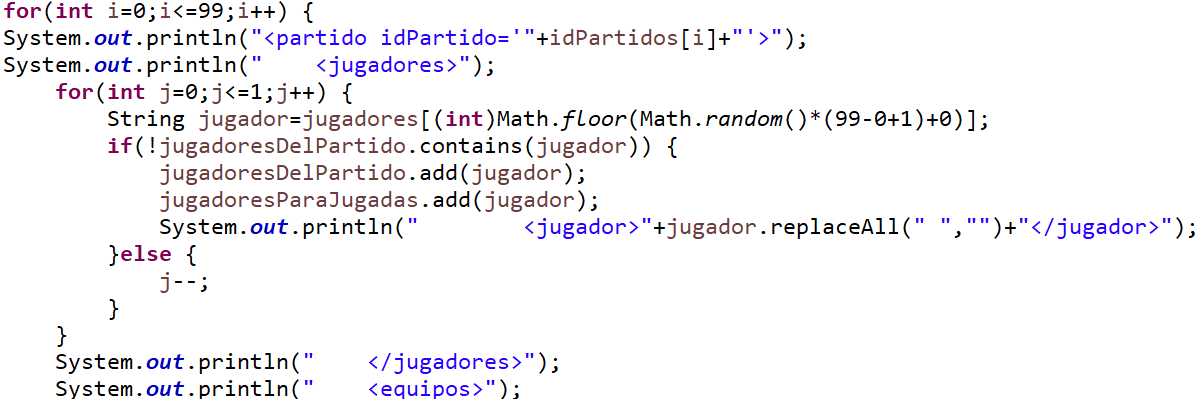 for(int i=0;i<=99;i++) {
System.out.println("<partido idPartido='"+idPartidos[i]+"'>");
System.out.println("    <jugadores>");
    for(int j=0;j<=1;j++) {
        String jugador=jugadores[(int)Math.floor(Math.random()*(99-0+1)+0)];
        if(!jugadoresDelPartido.contains(jugador)) {
            jugadoresDelPartido.add(jugador);
            jugadoresParaJugadas.add(jugador);
            System.out.println("        <jugador>"+jugador.replaceAll(" ","")+"</jugador>");
        }else {
            j--;
        }
    }
    System.out.println("    </jugadores>");
    System.out.println("    <equipos>");